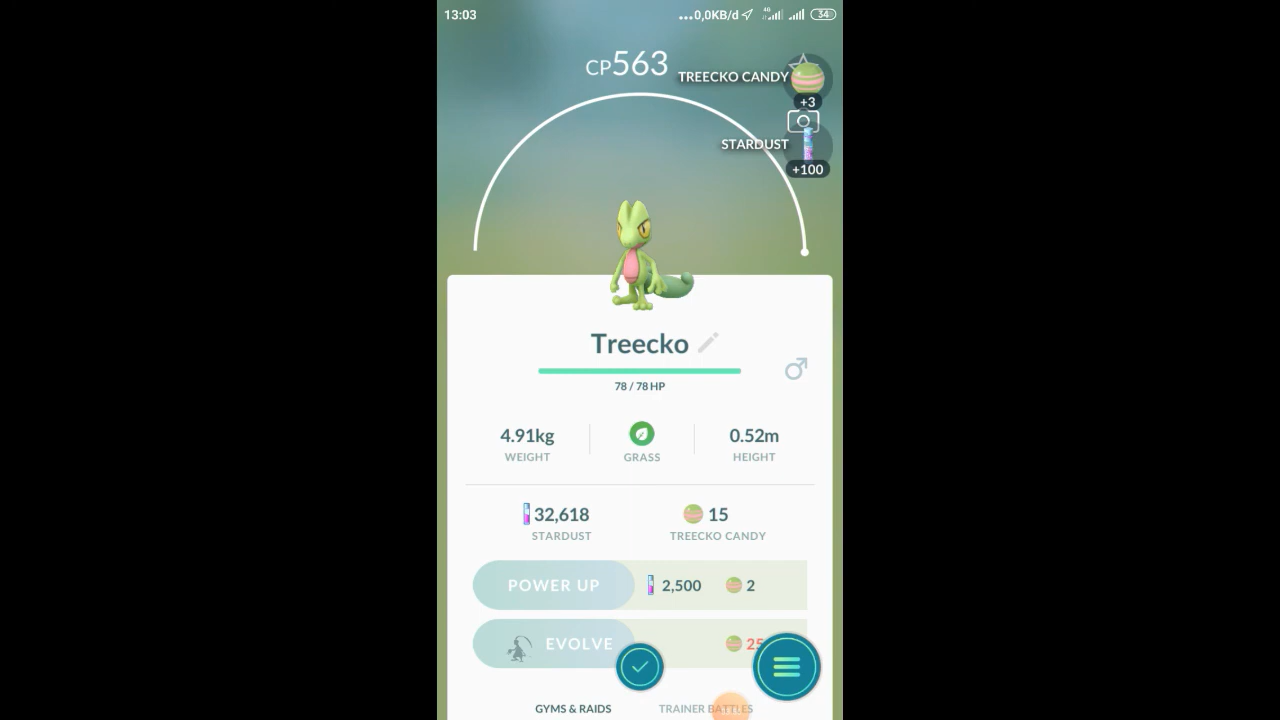 13:03
...0,0KB/d 4G 34
CP563
TREECKO CANDY
+3
STARDUST
+100
Treecko
78 / 78 HP
4.91kg
WEIGHT
GRASS
0.52m
HEIGHT
32,618
STARDUST
15
TREECKO CANDY
POWER UP 2,500 2
EVOLVE 25
GYMS & RAIDS TRAINER BATTLES